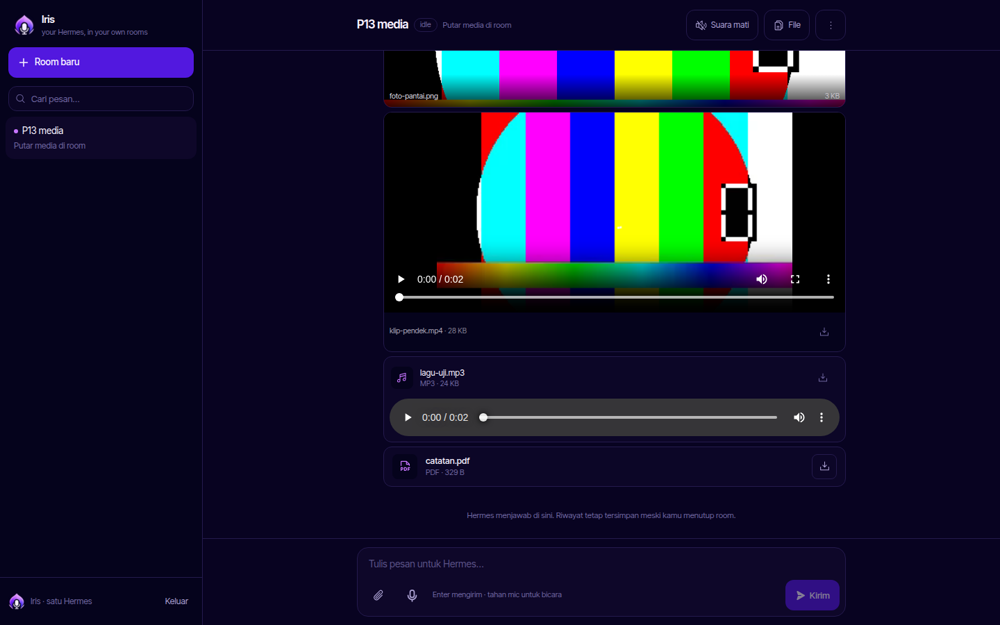 Iris
your Hermes, in your own rooms
Room baru
Cari pesan...
P13 media
Putar media di room
Iris · satu Hermes
Keluar
P13 media
idle
Putar media di room
Suara mati
File
foto-pantai.png
3 KB
0:00 / 0:02
klip-pendek.mp4 · 28 KB
lagu-uji.mp3
MP3 · 24 KB
0:00 / 0:02
PDF
catatan.pdf
PDF · 329 B
Hermes menjawab di sini. Riwayat tetap tersimpan meski kamu menutup room.
Tulis pesan untuk Hermes...
Enter mengirim · tahan mic untuk bicara
Kirim